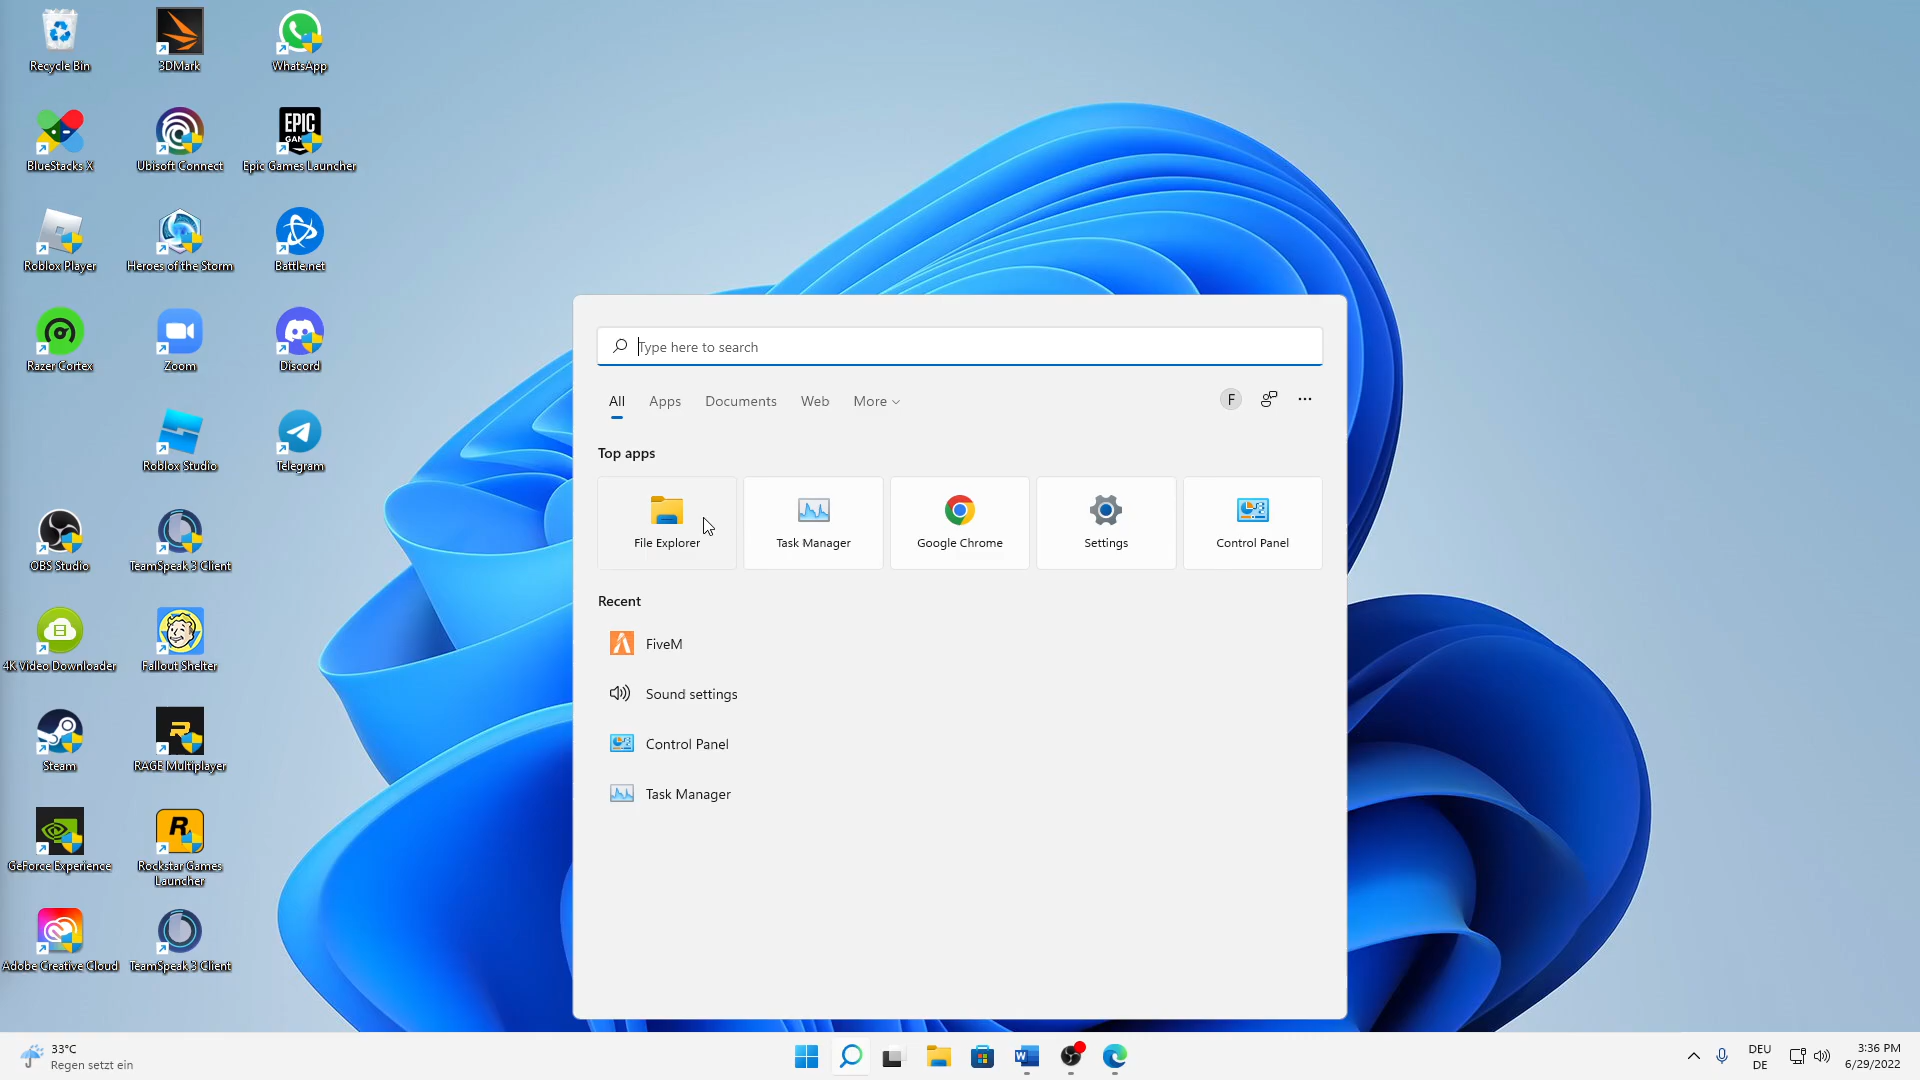 Recycle Bin
3DMark
WhatsApp
BlueStacks X
Ubisoft Connect
EPIC
GAMES
Epic Games Launcher
Roblox Player
Heroes of the Storm
Battle.net
Razer Cortex
Zoom
Discord
Roblox Studio
Telegram
OBS Studio
TeamSpeak 3 Client
4K Video Downloader
Fallout Shelter
Steam
RAGE Multiplayer
GeForce Experience
Rockstar Games
Launcher
Adobe Creative Cloud
TeamSpeak 3 Client
Type here to search
All Apps Documents Web More
F
Top apps
File Explorer
Task Manager
Google Chrome
Settings
Control Panel
Recent
FiveM
Sound settings
Control Panel
Task Manager
33°C
Regen setzt ein
DEU
DE
3:36 PM
6/29/2022